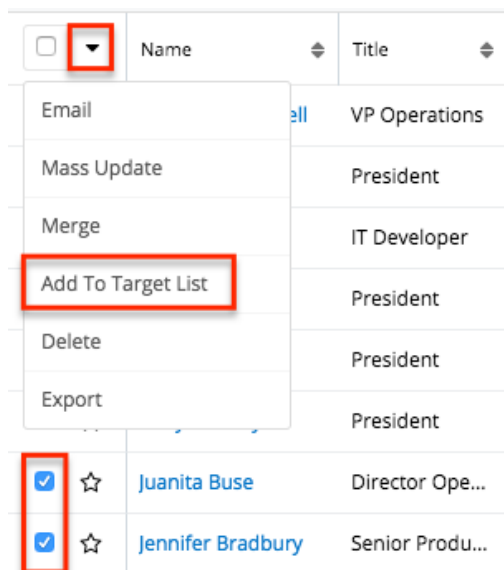 Name Title
Email
ell VP Operations
Mass Update
President
Merge
IT Developer
Add To Target List
President
Delete
President
Export
President
Juanita Buse Director Ope...
Jennifer Bradbury Senior Produ...